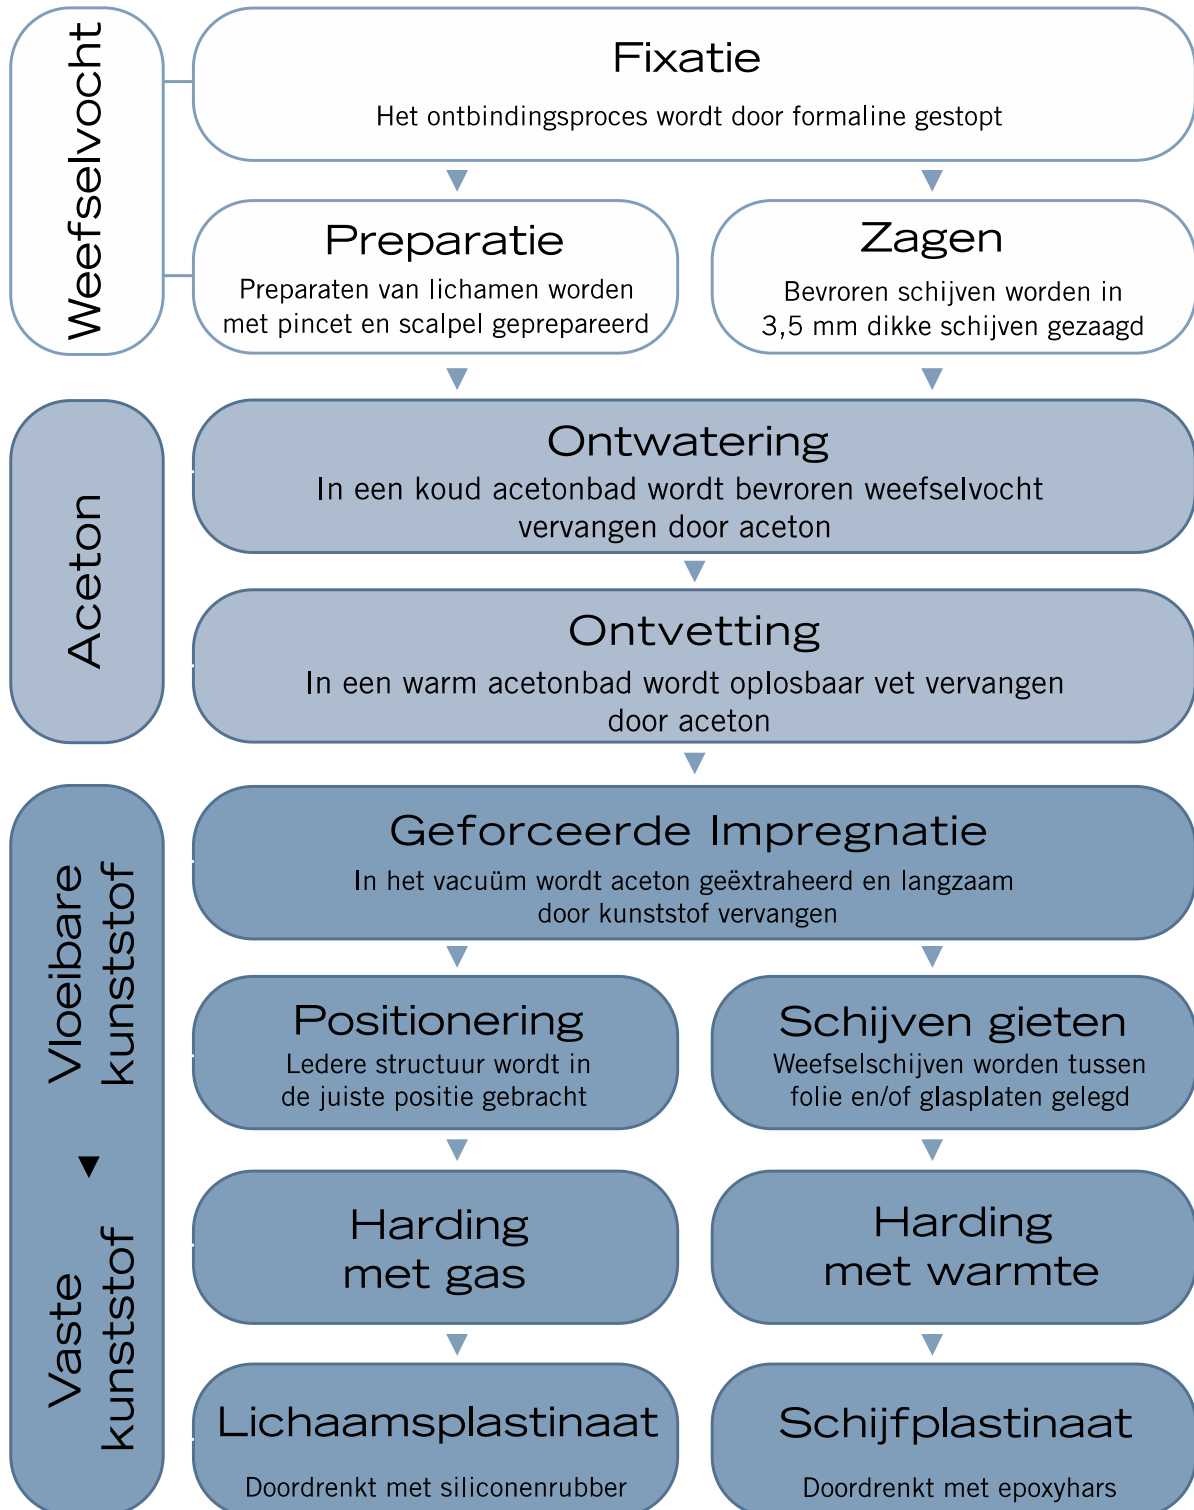 Weefselvocht
Fixatie
Het ontbindingsproces wordt door formaline gestopt
Preparatie
Preparaten van lichamen worden
met pincet en scalpel geprepareerd
Zagen
Bevroren schijven worden in
3,5 mm dikke schijven gezaagd
Aceton
Ontwatering
In een koud acetonbad wordt bevroren weefselvocht
vervangen door aceton
Ontvetting
In een warm acetonbad wordt oplosbaar vet vervangen
door aceton
Vloeibare
kunststof
Vaste
kunststof
Geforceerde Impregnatie
In het vacuüm wordt aceton geëxtraheerd en langzaam
door kunststof vervangen
Positionering
Ledere structuur wordt in
de juiste positie gebracht
Schijven gieten
Weefselschijven worden tussen
folie en/of glasplaten gelegd
Harding
met gas
Harding
met warmte
Lichaamsplastinaat
Doordrenkt met siliconenrubber
Schijfplastinaat
Doordrenkt met epoxyhars